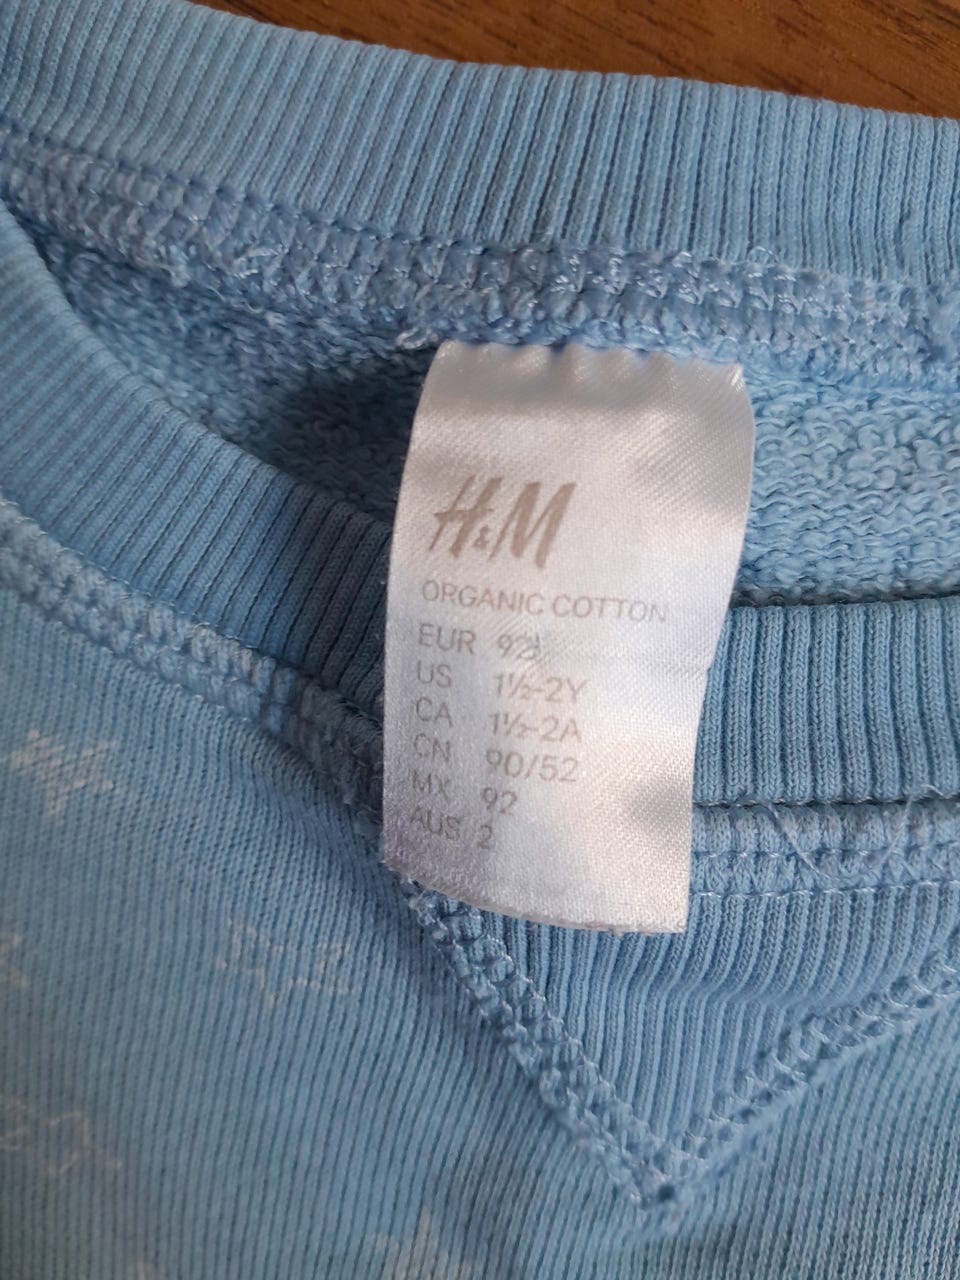 H&M
ORGANIC COTTON
EUR 92
US 1½-2Y
CA 1½-2A
CN 90/52
MX 92
AUS 2